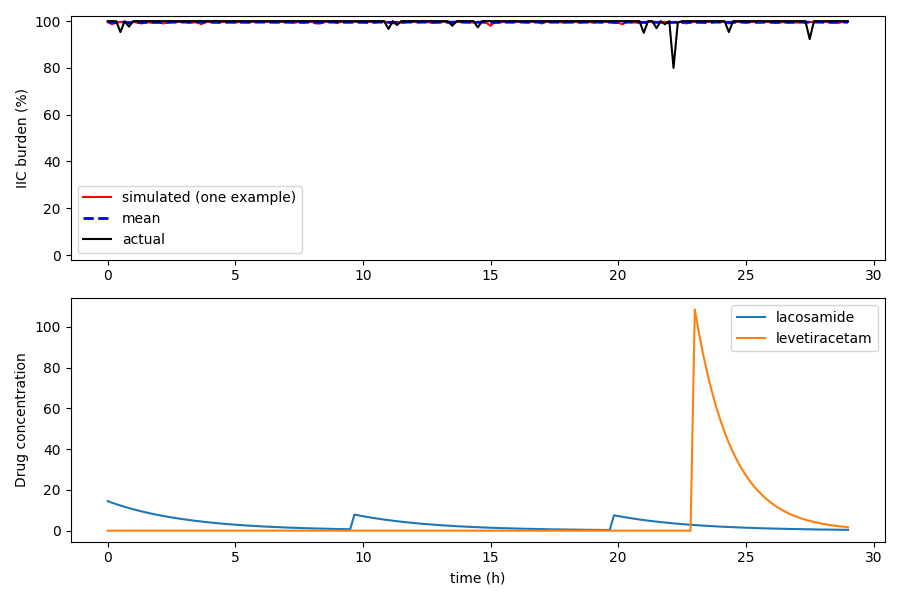 100
80
60
40
20
0
IIC burden (%)
simulated (one example)
mean
actual
0 5 10 15 20 25 30
100
80
60
40
20
0
Drug concentration
lacosamide
levetiracetam
0 5 10 15 20 25 30
time (h)